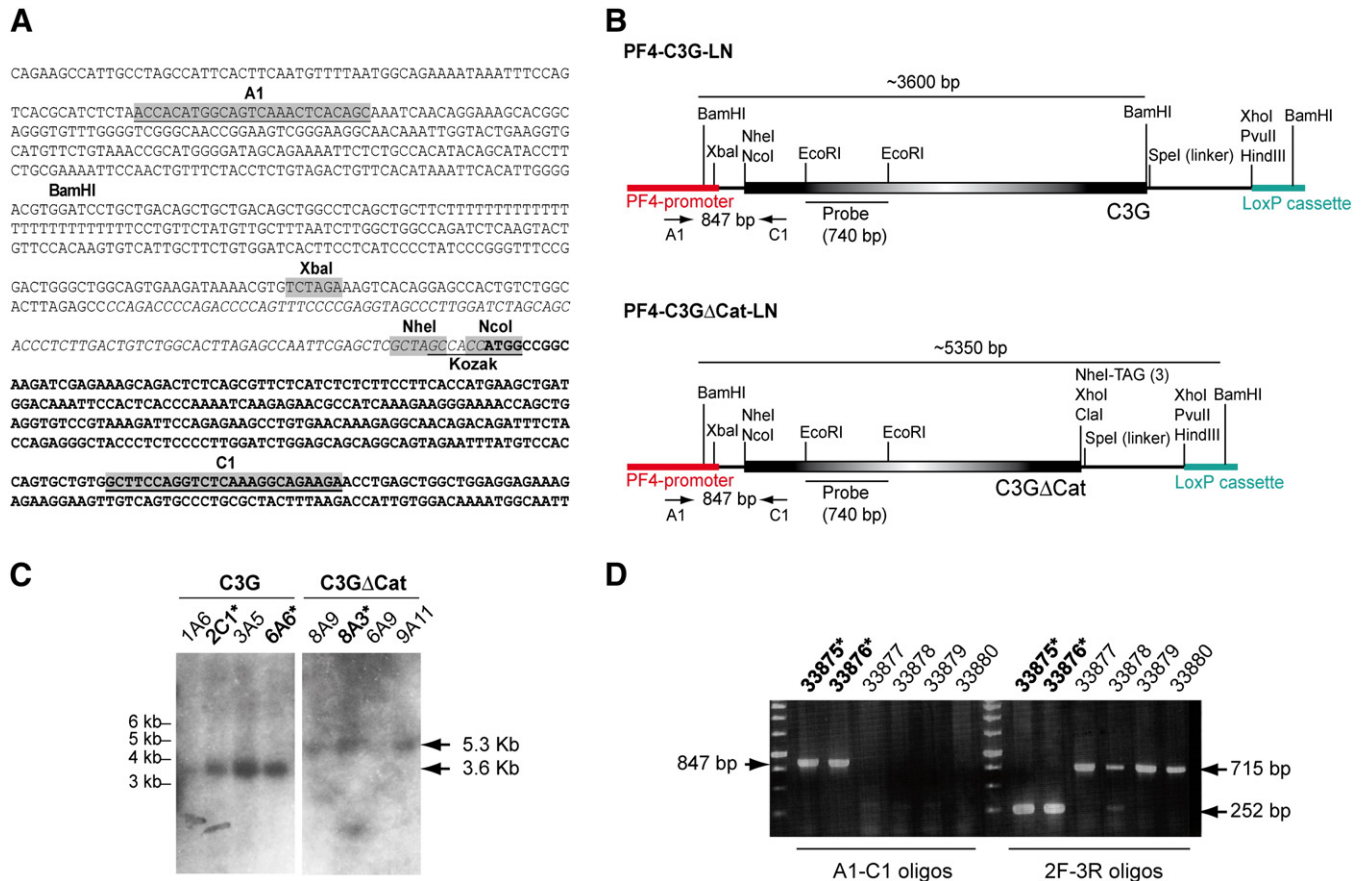 A
CAGAAGCCATTGCCTAGCCATTCACTTCAATGTTTTAATGGCAGAAAATAAATTTCCAG
A1
TCACGCATCTCTAACCACATGGCAGTCAAACTCACAGCAAATCAACAGGAAAGCACGGC
AGGGTGTTTGGGGTCGGGCAACCGGAAGTCGGGAAGGCAACAAATTGGTACTGAAGGTG
CATGTTCTGTAAACCGCATGGGGATAGCAGAAAATTCTCTGCCACATACAGCATACCTT
CTGCGAAAATTCCAACTGTTTCTACCTCTGTAGACTGTTCACATAAATTCACATTGGGG
BamHI
ACGTGGATCCTGCTGACAGCTGCTGACAGCTGGCCTCAGCTGCTTCTTTTTTTTTTTTT
TTTTTTTTTTTTTTCCTGTTCTATGTTGCTTTAATCTTGGCTGGCCAGATCTCAAGTACT
GTTCCACAAGTGTCATTGCTTCTGTGGATCACTTCCTCATCCCCTATCCCGGGTTTCCG
XbaI
GACTGGGCTGGCAGTGAAGATAAAACGTGTCTAGAAAGTCACAGGAGCCACTGTCTGGC
ACTTAGAGCCCCAGACCCCAGACCCCAGTTTCCCCGAGGTAGCCCTTGGATCTAGCAGC
NheI NcoI
ACCCTCTTGACTGTCTGGCACTTAGAGCCAATTCGAGCTCGCTAGCCACCATGGCCGGC
Kozak
AAGATCGAGAAAGCAGACTCTCAGCGTTCTCATCTCTCTTCCTTCACCATGAAGCTGAT
GGACAAATTCCACTCACCCAAAATCAAGAGAACGCCATCAAAGAAGGGAAAACCAGCTG
AGGTGTCCGTAAAGATTCCAGAGAAGCCTGTGAACAAAGAGGCAACAGACAGATTTCTA
CCAGAGGGCTACCCTCTCCCCTTGGATCTGGAGCAGCAGGCAGTAGAATTTATGTCCAC
C1
CAGTGCTGTGGCTTCCAGGTCTCAAAGGCAGAAGAACCTGAGCTGGCTGGAGGAGAAAG
AGAAGGAAGTTGTCAGTGCCCTGCGCTACTTTAAGACCATTGTGGACAAAATGGCAATT
B
PF4-C3G-LN
~3600 bp
BamHI
XbaI
NheI
NcoI
EcoRI
EcoRI
BamHI
SpeI (linker)
XhoI
PvuII
HindIII
BamHI
PF4-promoter
C3G
LoxP cassette
A1
847 bp
C1
Probe
(740 bp)
PF4-C3GΔCat-LN
~5350 bp
BamHI
XbaI
NheI
NcoI
EcoRI
EcoRI
NheI-TAG (3)
XhoI
ClaI
SpeI (linker)
XhoI
PvuII
HindIII
BamHI
PF4-promoter
C3GΔCat
LoxP cassette
A1
847 bp
C1
Probe
(740 bp)
C
C3G
C3GΔCat
1A6 2C1* 3A5 6A6* 8A9 8A3* 6A9 9A11
6 kb
5 kb
4 kb
3 kb
5.3 Kb
3.6 Kb
D
33875* 33876* 33877 33878 33879 33880
33875* 33876* 33877 33878 33879 33880
847 bp
715 bp
252 bp
A1-C1 oligos
2F-3R oligos